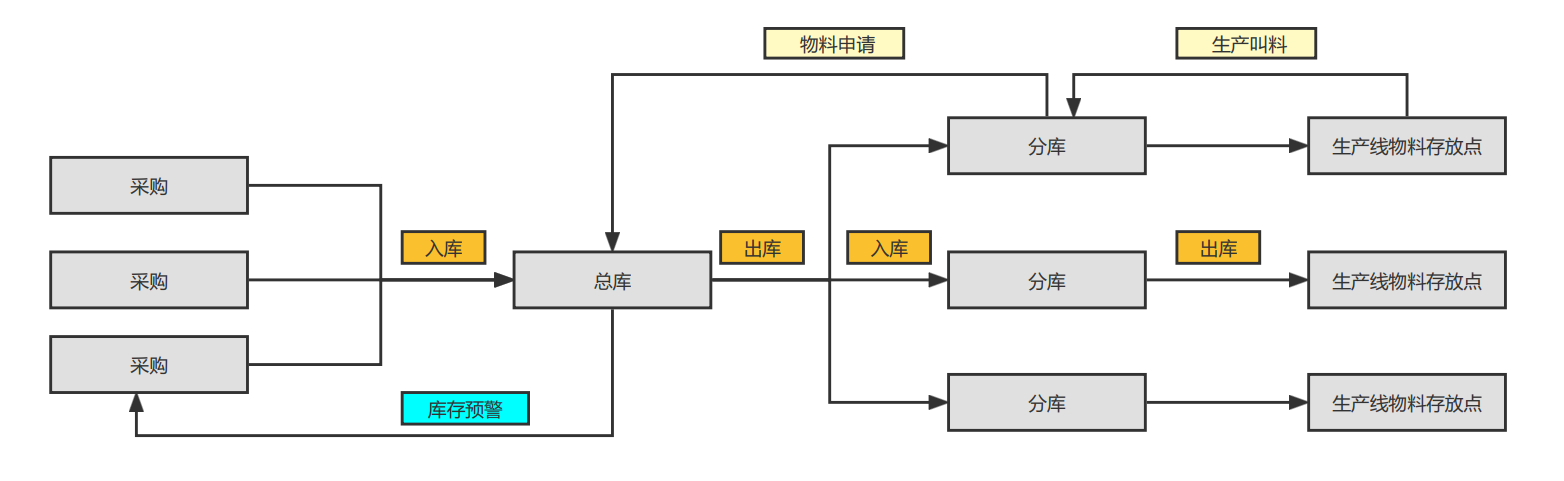 物料申请
生产叫料
分库
生产线物料存放点
采购
入库
出库
入库
出库
采购
总库
分库
生产线物料存放点
采购
库存预警
分库
生产线物料存放点